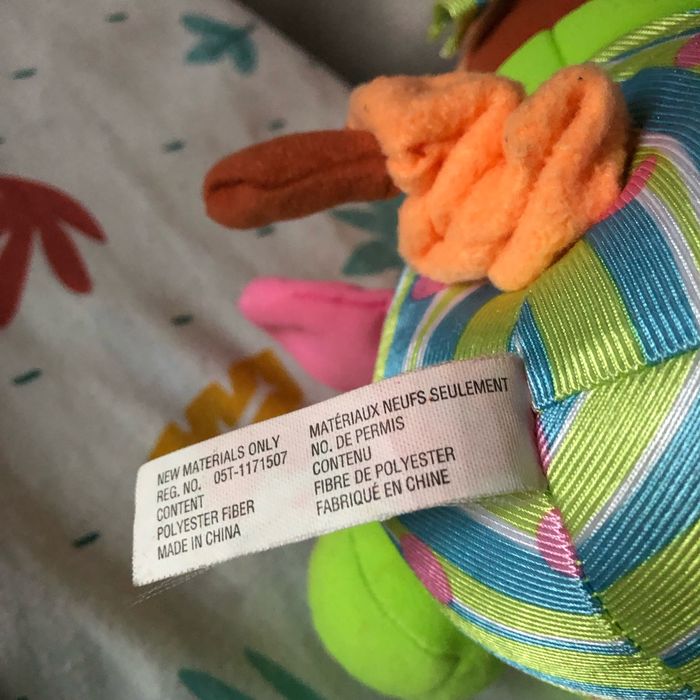 NEW MATERIALS ONLY
REG. NO. 05T-1171507
CONTENT
POLYESTER FIBER
MADE IN CHINA
MATÉRIAUX NEUFS SEULEMENT
NO. DE PERMIS
CONTENU
FIBRE DE POLYESTER
FABRIQUÉ EN CHINE